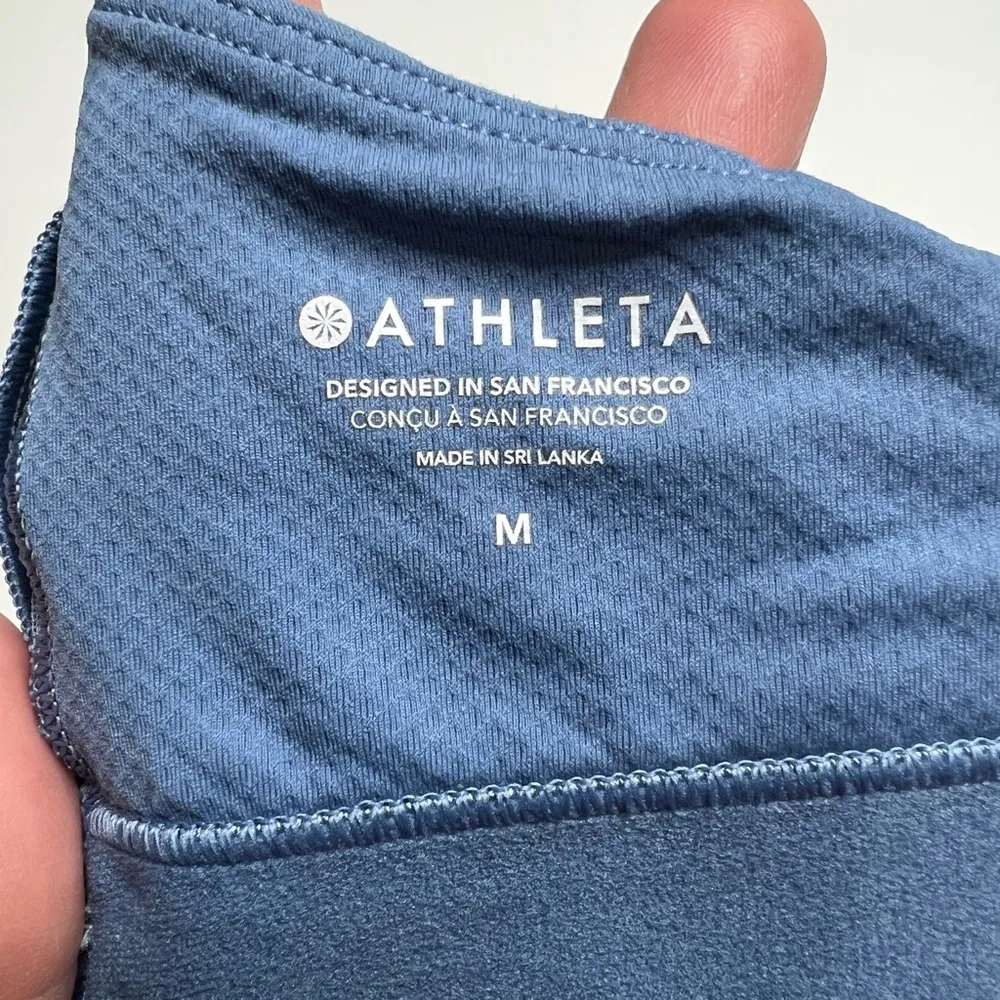 ATHLETA
DESIGNED IN SAN FRANCISCO
CONÇU À SAN FRANCISCO
MADE IN SRI LANKA
M